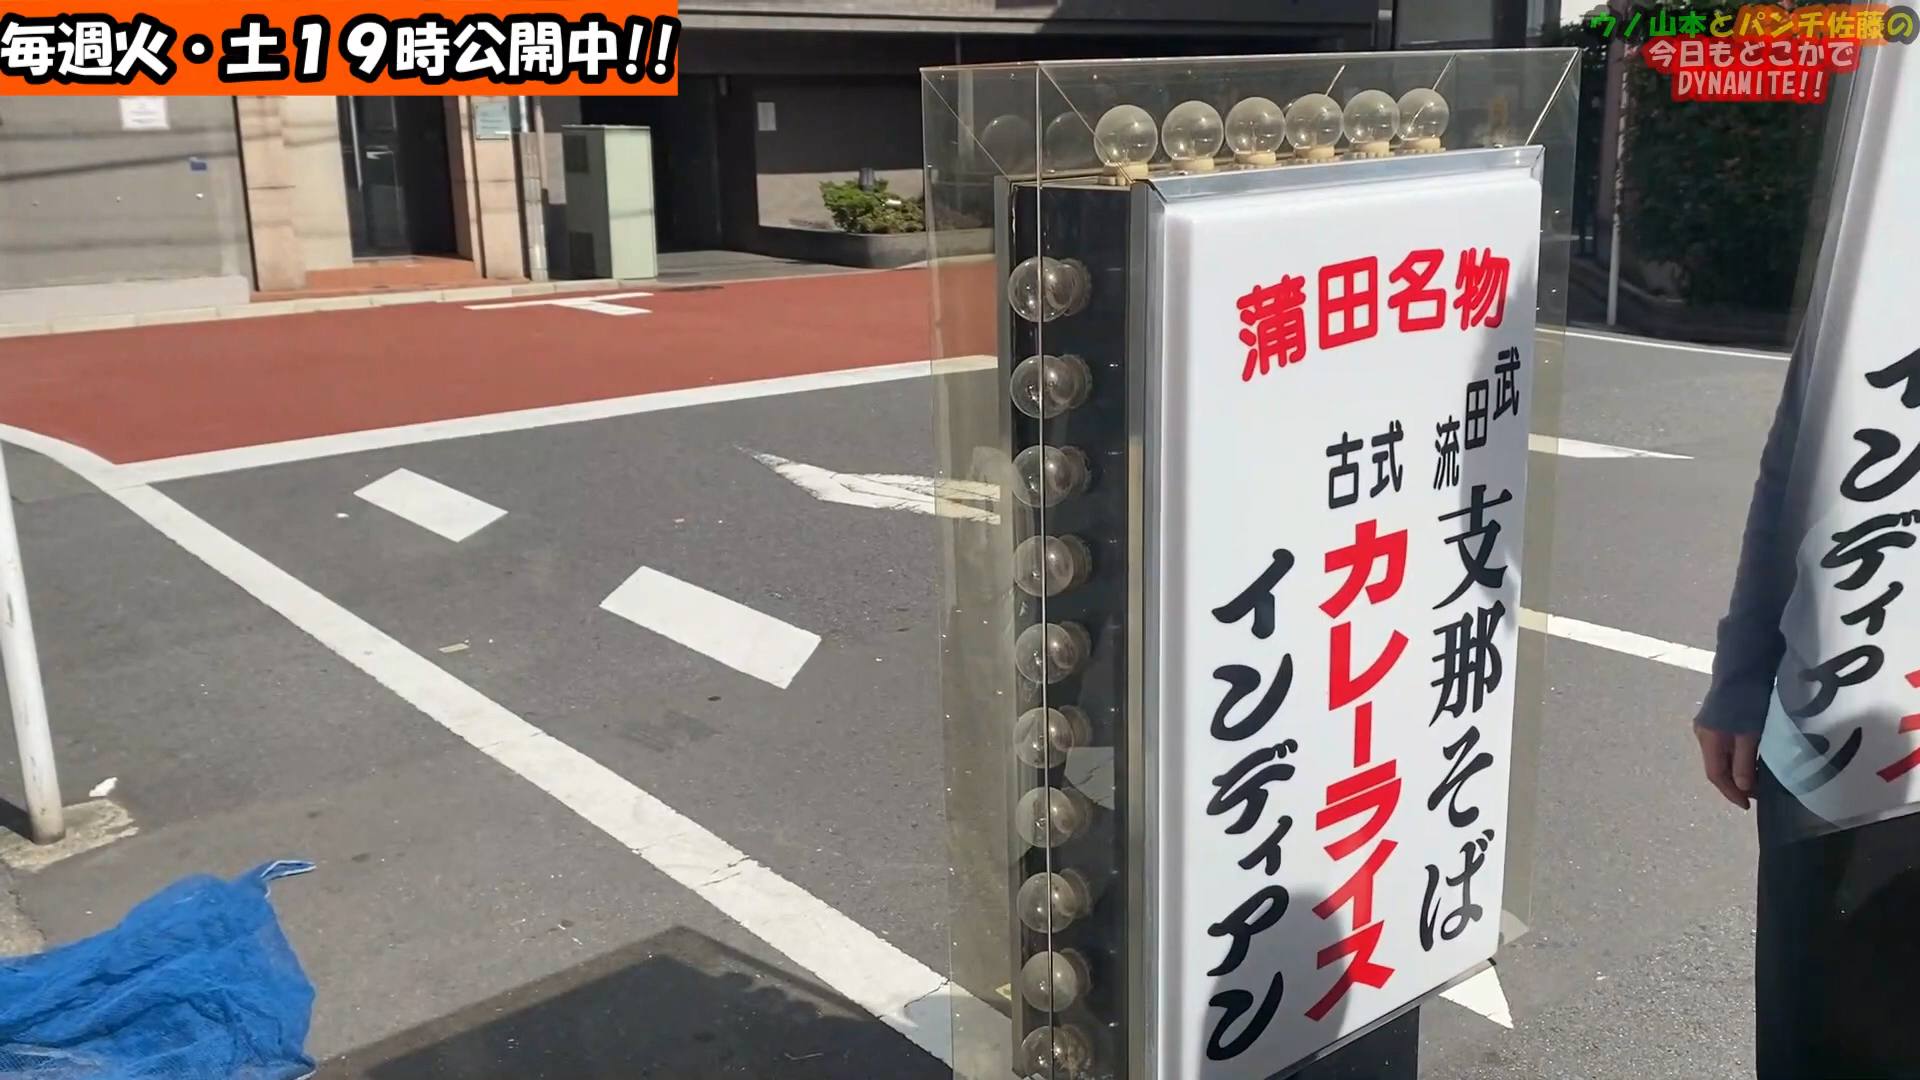 毎週火・土19時公開中!!
ウノ山本とパンチ佐藤の
今日もどこかで
DYNAMITE!!
蒲田名物
武田流
支那そば
古式
カレーライス
インディアン
インディアン